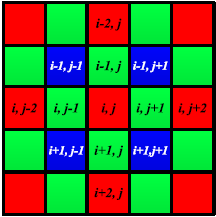 i-2, j
i-1, j-1 i-1, j i-1, j+1
i, j-2 i, j-1 i, j i, j+1 i, j+2
i+1, j-1 i+1, j i+1,j+1
i+2, j